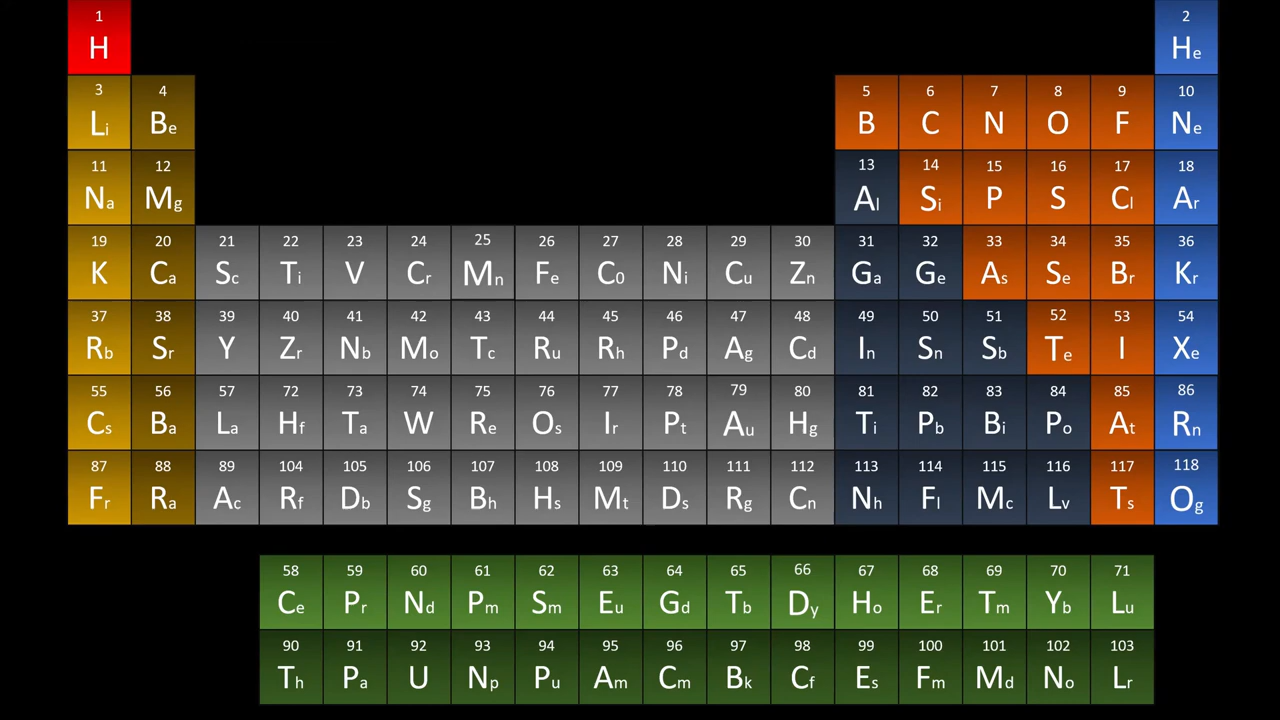 1 2
H He
3 4 5 6 7 8 9 10
Li Be B C N O F Ne
11 12 13 14 15 16 17 18
Na Mg Al Si P S Cl Ar
19 20 21 22 23 24 25 26 27 28 29 30 31 32 33 34 35 36
K Ca Sc Ti V Cr Mn Fe C0 Ni Cu Zn Ga Ge As Se Br Kr
37 38 39 40 41 42 43 44 45 46 47 48 49 50 51 52 53 54
Rb Sr Y Zr Nb Mo Tc Ru Rh Pd Ag Cd In Sn Sb Te I Xe
55 56 57 72 73 74 75 76 77 78 79 80 81 82 83 84 85 86
Cs Ba La Hf Ta W Re Os Ir Pt Au Hg Ti Pb Bi Po At Rn
87 88 89 104 105 106 107 108 109 110 111 112 113 114 115 116 117 118
Fr Ra Ac Rf Db Sg Bh Hs Mt Ds Rg Cn Nh Fl Mc Lv Ts Og
58 59 60 61 62 63 64 65 66 67 68 69 70 71
Ce Pr Nd Pm Sm Eu Gd Tb Dy Ho Er Tm Yb Lu
90 91 92 93 94 95 96 97 98 99 100 101 102 103
Th Pa U Np Pu Am Cm Bk Cf Es Fm Md No Lr